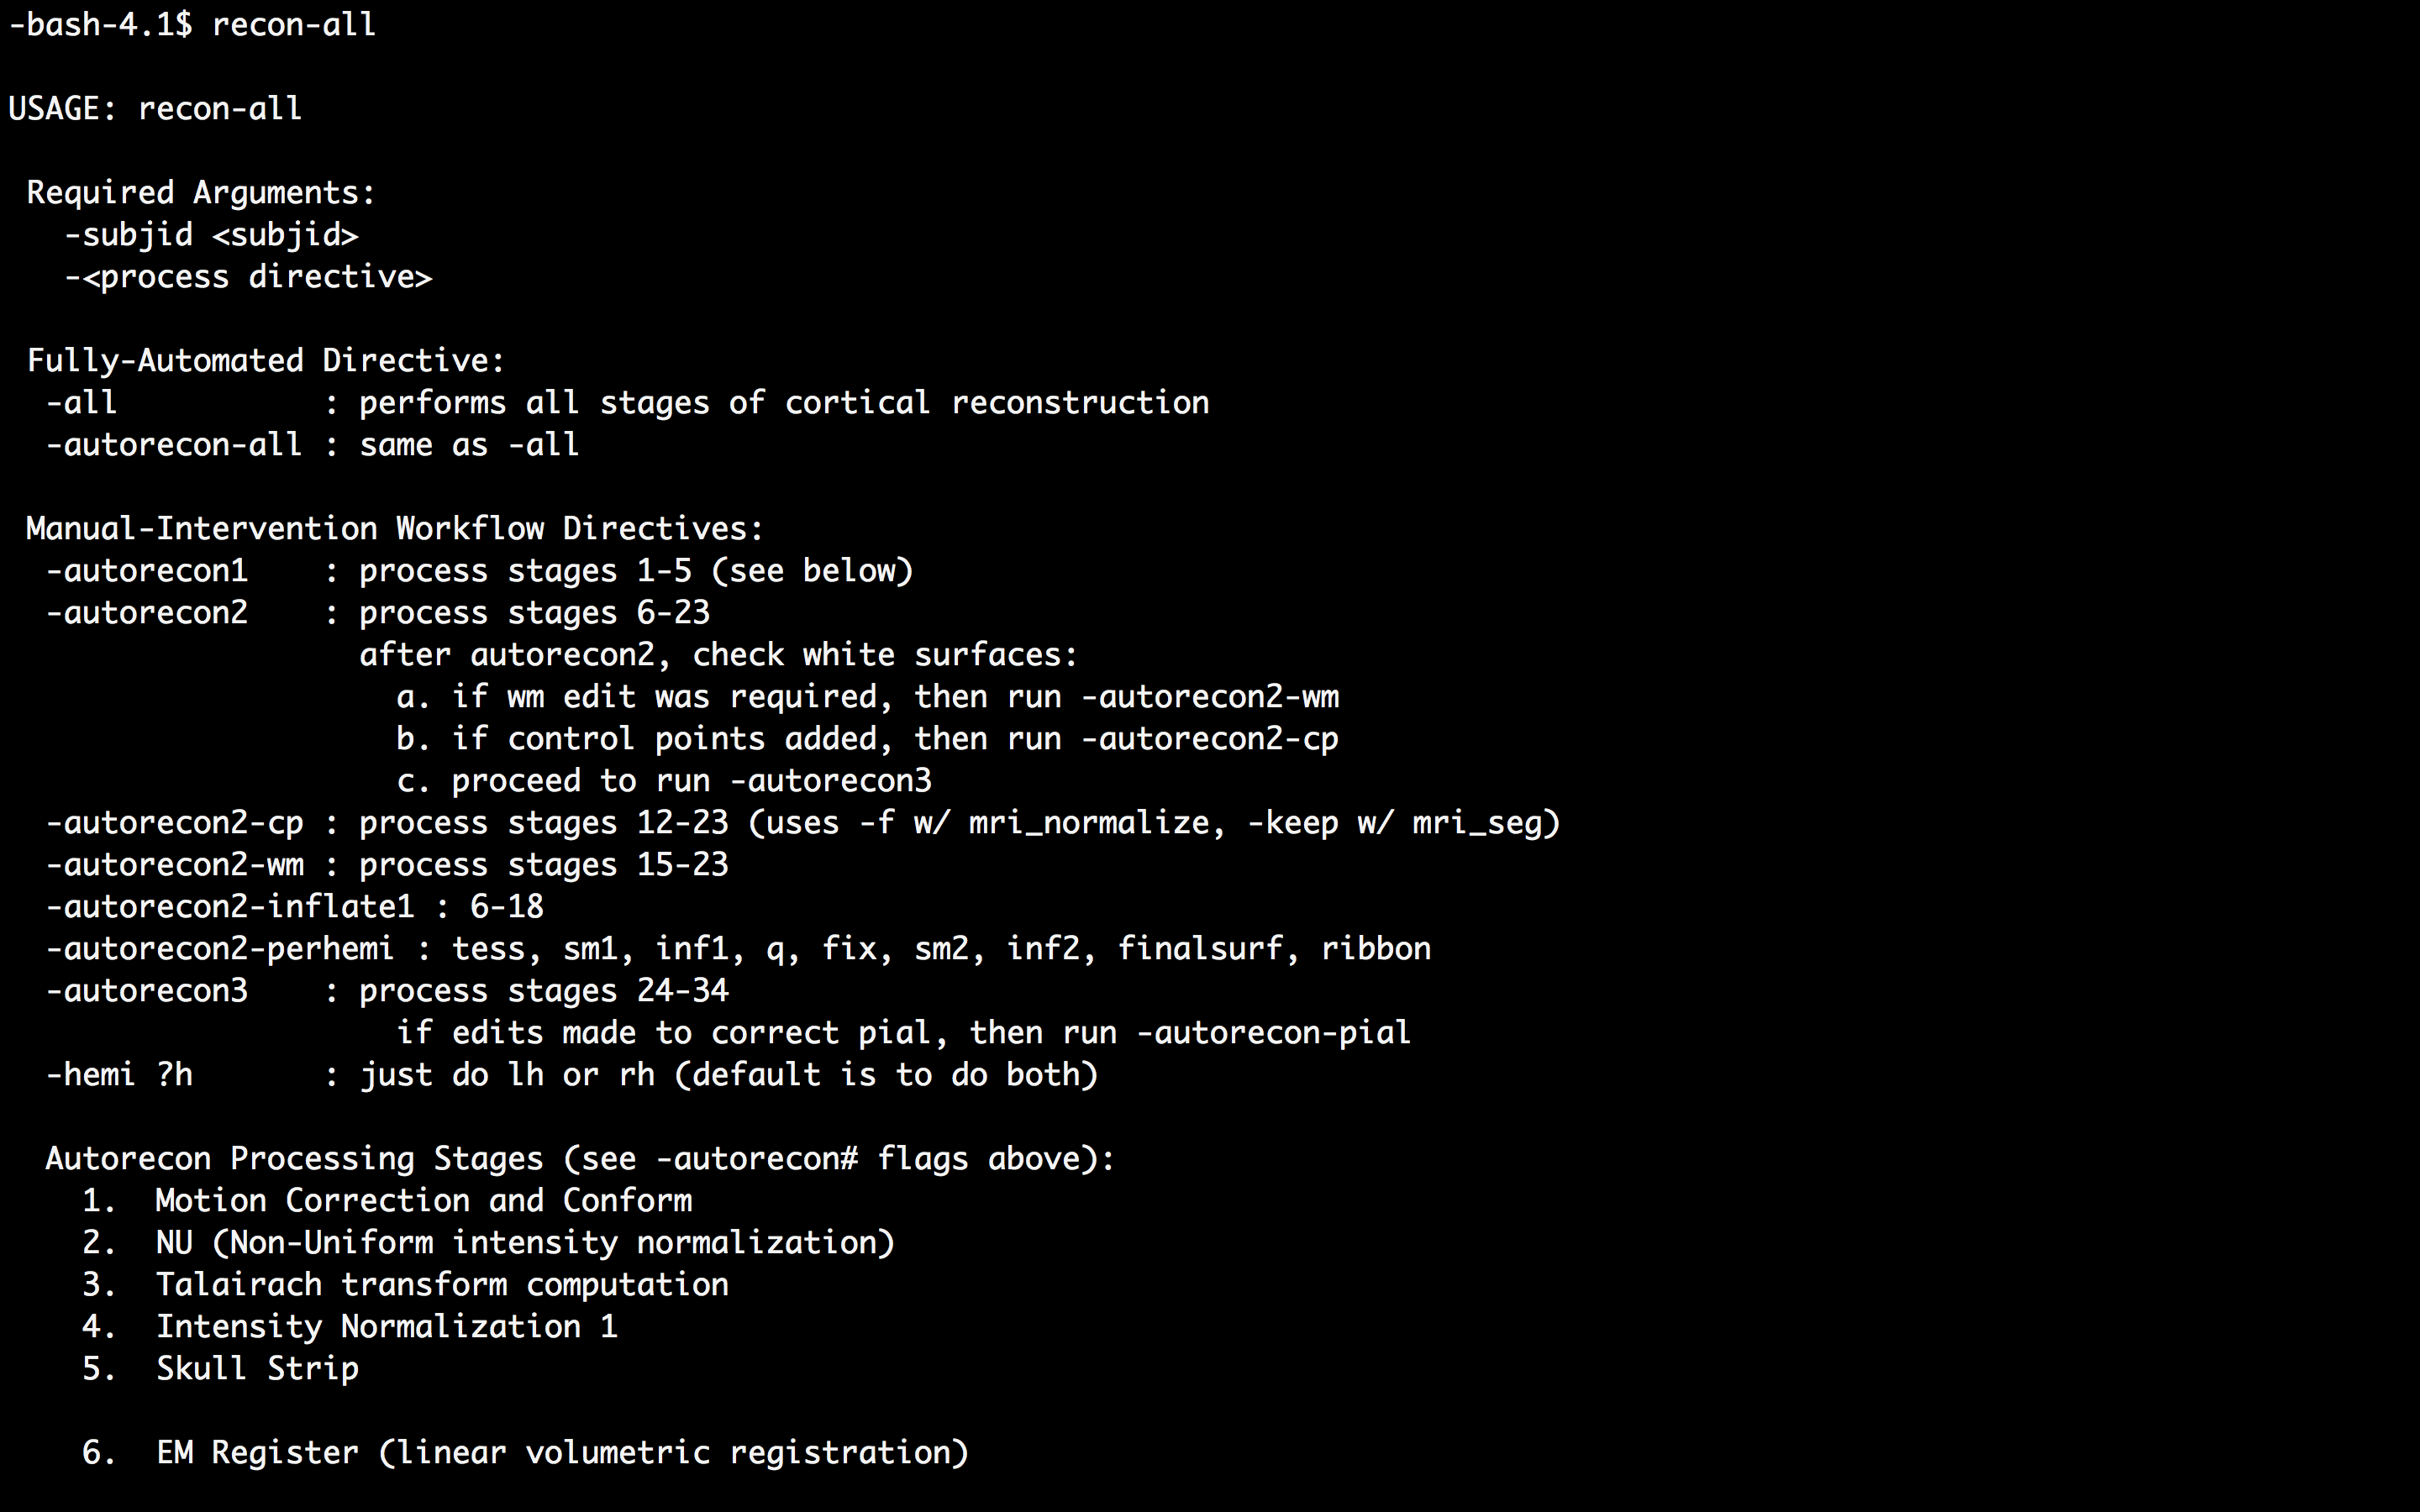 -bash-4.1$ recon-all

USAGE: recon-all

 Required Arguments:
   -subjid <subjid>
   -<process directive>

 Fully-Automated Directive:
  -all           : performs all stages of cortical reconstruction
  -autorecon-all : same as -all

 Manual-Intervention Workflow Directives:
  -autorecon1    : process stages 1-5 (see below)
  -autorecon2    : process stages 6-23
                   after autorecon2, check white surfaces:
                     a. if wm edit was required, then run -autorecon2-wm
                     b. if control points added, then run -autorecon2-cp
                     c. proceed to run -autorecon3
  -autorecon2-cp : process stages 12-23 (uses -f w/ mri_normalize, -keep w/ mri_seg)
  -autorecon2-wm : process stages 15-23
  -autorecon2-inflate1 : 6-18
  -autorecon2-perhemi : tess, sm1, inf1, q, fix, sm2, inf2, finalsurf, ribbon
  -autorecon3    : process stages 24-34
                     if edits made to correct pial, then run -autorecon-pial
  -hemi ?h       : just do lh or rh (default is to do both)

  Autorecon Processing Stages (see -autorecon# flags above):
    1.  Motion Correction and Conform
    2.  NU (Non-Uniform intensity normalization)
    3.  Talairach transform computation
    4.  Intensity Normalization 1
    5.  Skull Strip

    6.  EM Register (linear volumetric registration)